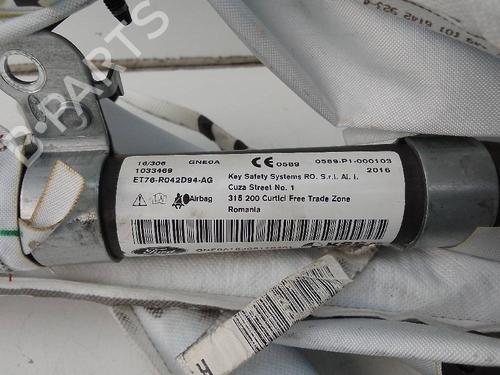 16/306 GNE0A
1033469
ET76-R042D94-AG
Airbag
CE 0589 0589-P1-000103
2016
Key Safety Systems RO. S.r.l. Al. I.
Cuza Street No. 1
315 200 Curtici Free Trade Zone
Romania
Ford
B-PARTS